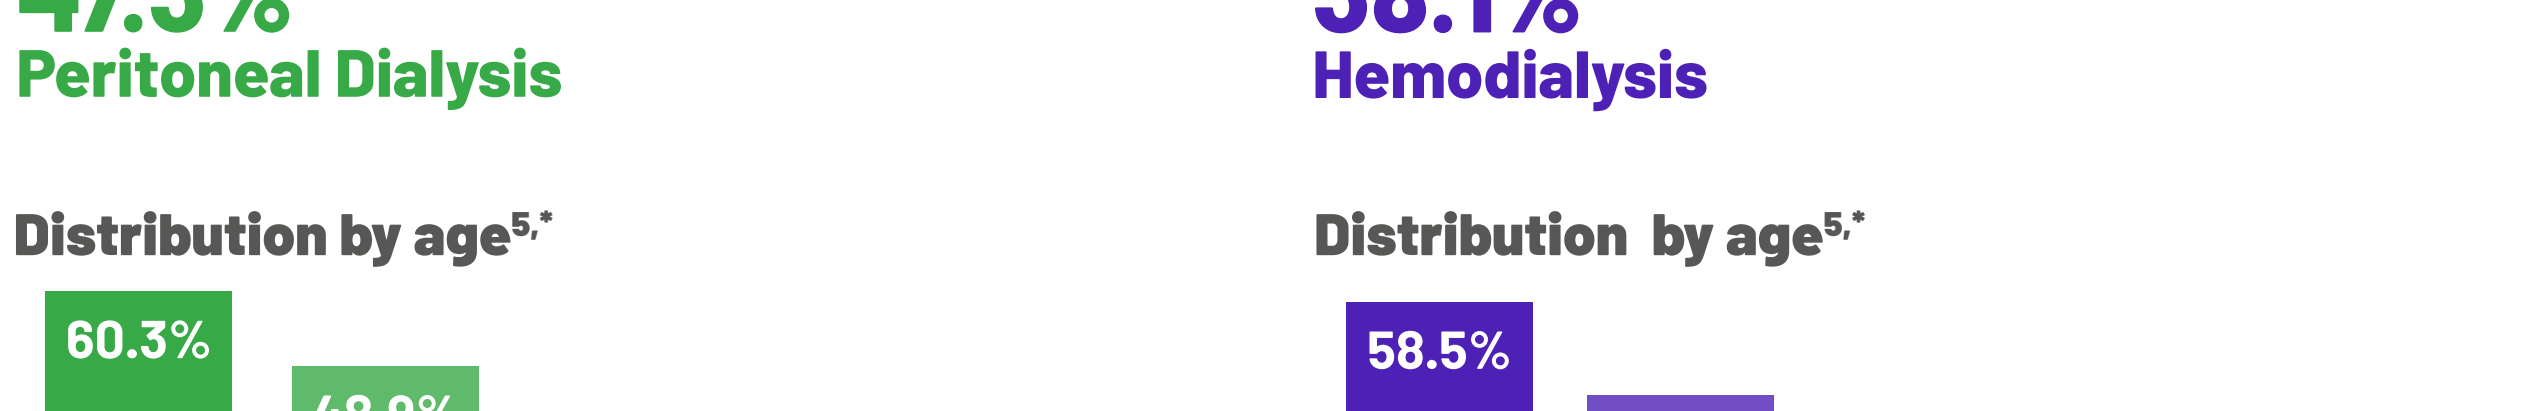 Peritoneal Dialysis
Hemodialysis
Distribution by age5,*
Distribution by age5,*
60.3%
58.5%